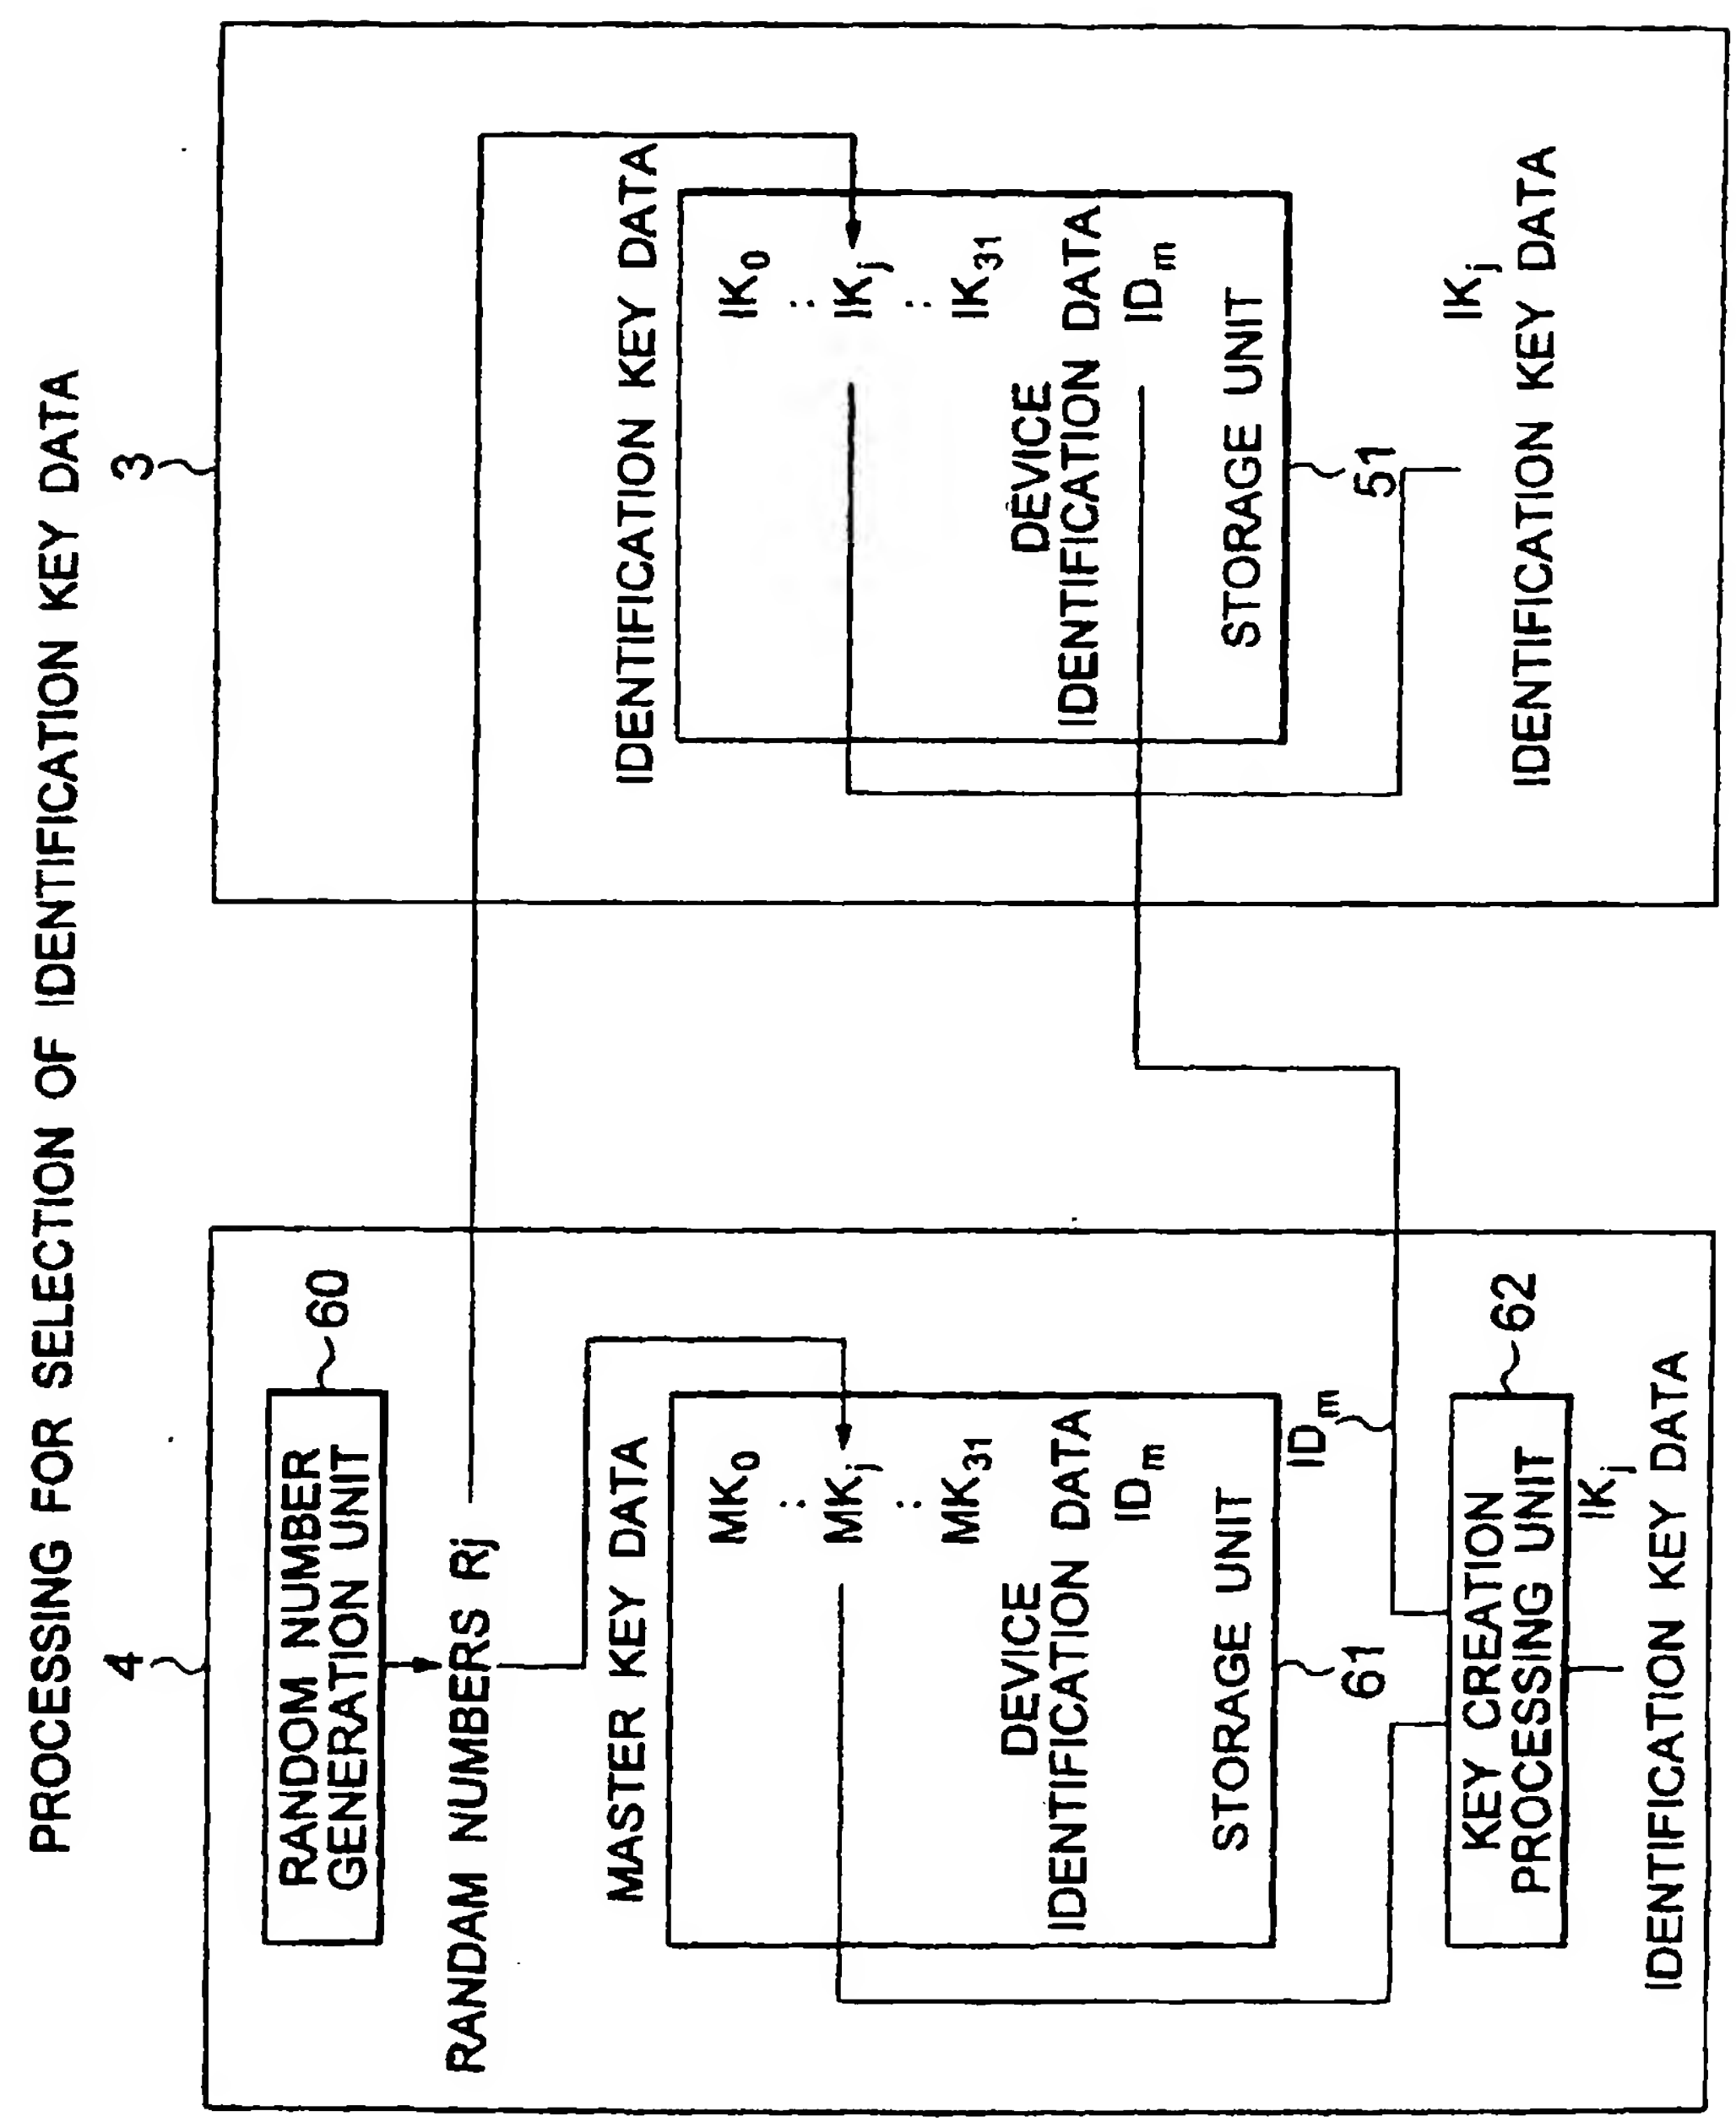 PROCESSING FOR SELECTION OF IDENTIFICATION KEY DATA
4
RANDOM NUMBER
GENERATION UNIT
60
RANDAM NUMBERS Rj
MASTER KEY DATA
MK0
:
MKj
:
MK31
DEVICE
IDENTIFICATION DATA
IDm
STORAGE UNIT
61
IDm
KEY CREATION
PROCESSING UNIT
62
IKj
IDENTIFICATION KEY DATA
3
IDENTIFICATION KEY DATA
IK0
:
IKj
:
IK31
DEVICE
IDENTIFICATION DATA
IDm
STORAGE UNIT
51
IKj
IDENTIFICATION KEY DATA